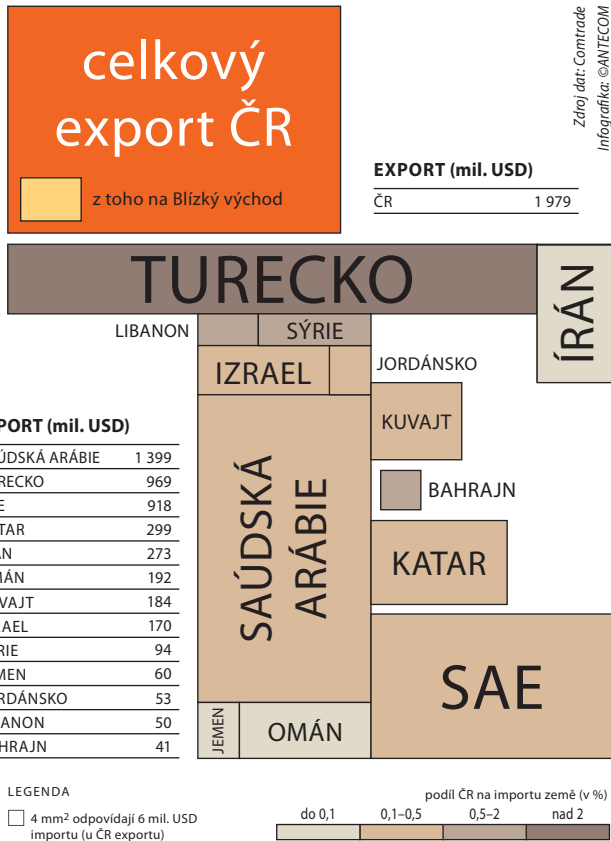 celkový
export ČR
z toho na Blízký východ
Zdroj dat: Comtrade
Infografika: ©ANTECOM
EXPORT (mil. USD)
ČR 1 979
TURECKO
ÍRÁN
LIBANON
SÝRIE
IZRAEL
JORDÁNSKO
KUVAJT
SAÚDSKÁ
ARÁBIE
BAHRAJN
KATAR
SAE
JEMEN
OMÁN
PORT (mil. USD)
ÚDSKÁ ARÁBIE 1 399
RECKO 969
E 918
TAR 299
ÁN 273
MÁN 192
VAJT 184
AEL 170
RIE 94
MEN 60
RDÁNSKO 53
ANON 50
HRAJN 41
LEGENDA
4 mm² odpovídají 6 mil. USD
importu (u ČR exportu)
podíl ČR na importu země (v %)
do 0,1 0,1–0,5 0,5–2 nad 2